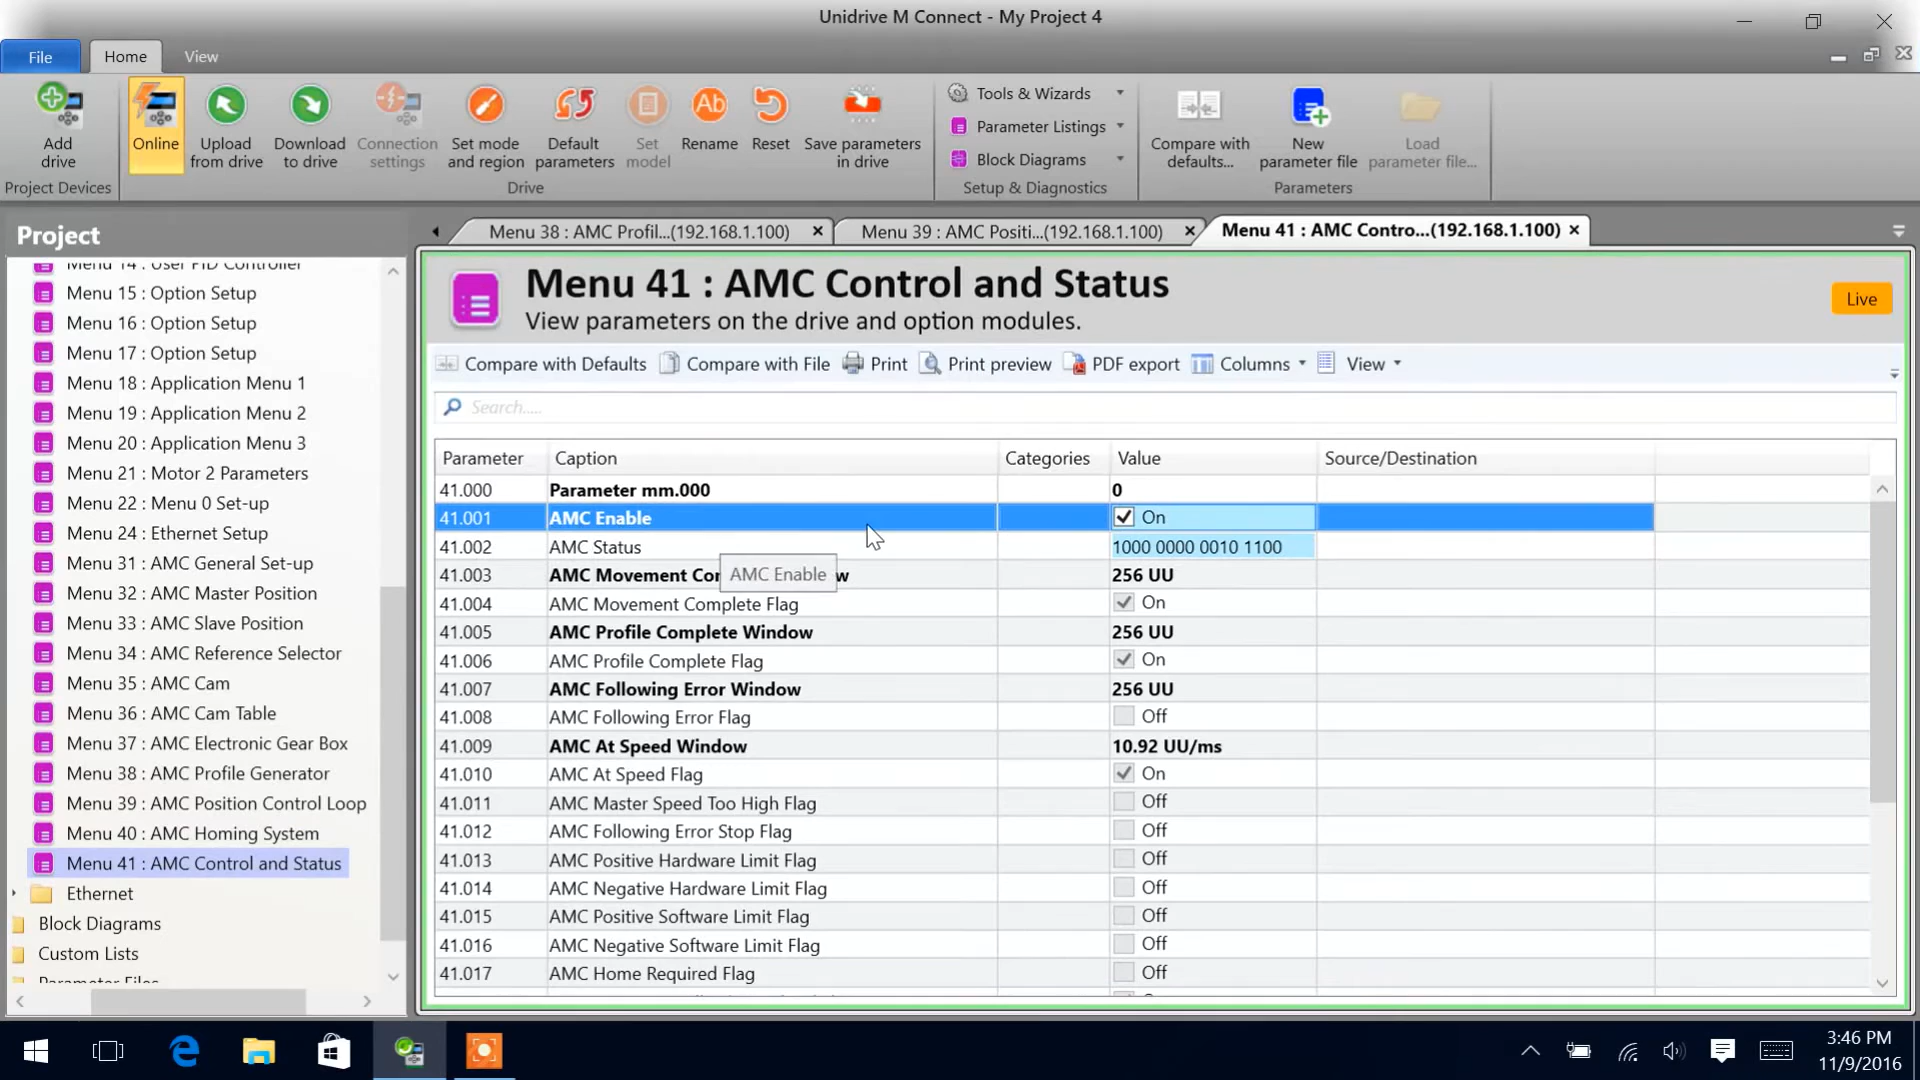 Unidrive M Connect - My Project 4
File Home View
Add drive
Online
Upload from drive
Download to drive
Connection settings
Set mode and region
Default parameters
Set model
Rename
Reset
Save parameters in drive
Tools & Wizards
Parameter Listings
Block Diagrams
Compare with defaults...
New parameter file
Load parameter file...
Project Devices
Drive
Setup & Diagnostics
Parameters
Project
Menu 14 : User PID Controller
Menu 15 : Option Setup
Menu 16 : Option Setup
Menu 17 : Option Setup
Menu 18 : Application Menu 1
Menu 19 : Application Menu 2
Menu 20 : Application Menu 3
Menu 21 : Motor 2 Parameters
Menu 22 : Menu 0 Set-up
Menu 24 : Ethernet Setup
Menu 31 : AMC General Set-up
Menu 32 : AMC Master Position
Menu 33 : AMC Slave Position
Menu 34 : AMC Reference Selector
Menu 35 : AMC Cam
Menu 36 : AMC Cam Table
Menu 37 : AMC Electronic Gear Box
Menu 38 : AMC Profile Generator
Menu 39 : AMC Position Control Loop
Menu 40 : AMC Homing System
Menu 41 : AMC Control and Status
Ethernet
Block Diagrams
Custom Lists
Parameter Files
Menu 38 : AMC Profil...(192.168.1.100)
Menu 39 : AMC Positi...(192.168.1.100)
Menu 41 : AMC Contro...(192.168.1.100)
Menu 41 : AMC Control and Status
View parameters on the drive and option modules.
Live
Compare with Defaults Compare with File Print Print preview PDF export Columns View
Search.....
Parameter Caption Categories Value Source/Destination
41.000 Parameter mm.000 0
41.001 AMC Enable On
41.002 AMC Status 1000 0000 0010 1100
41.003 AMC Movement Co w 256 UU
AMC Enable
41.004 AMC Movement Complete Flag On
41.005 AMC Profile Complete Window 256 UU
41.006 AMC Profile Complete Flag On
41.007 AMC Following Error Window 256 UU
41.008 AMC Following Error Flag Off
41.009 AMC At Speed Window 10.92 UU/ms
41.010 AMC At Speed Flag On
41.011 AMC Master Speed Too High Flag Off
41.012 AMC Following Error Stop Flag Off
41.013 AMC Positive Hardware Limit Flag Off
41.014 AMC Negative Hardware Limit Flag Off
41.015 AMC Positive Software Limit Flag Off
41.016 AMC Negative Software Limit Flag Off
41.017 AMC Home Required Flag Off
3:46 PM
11/9/2016